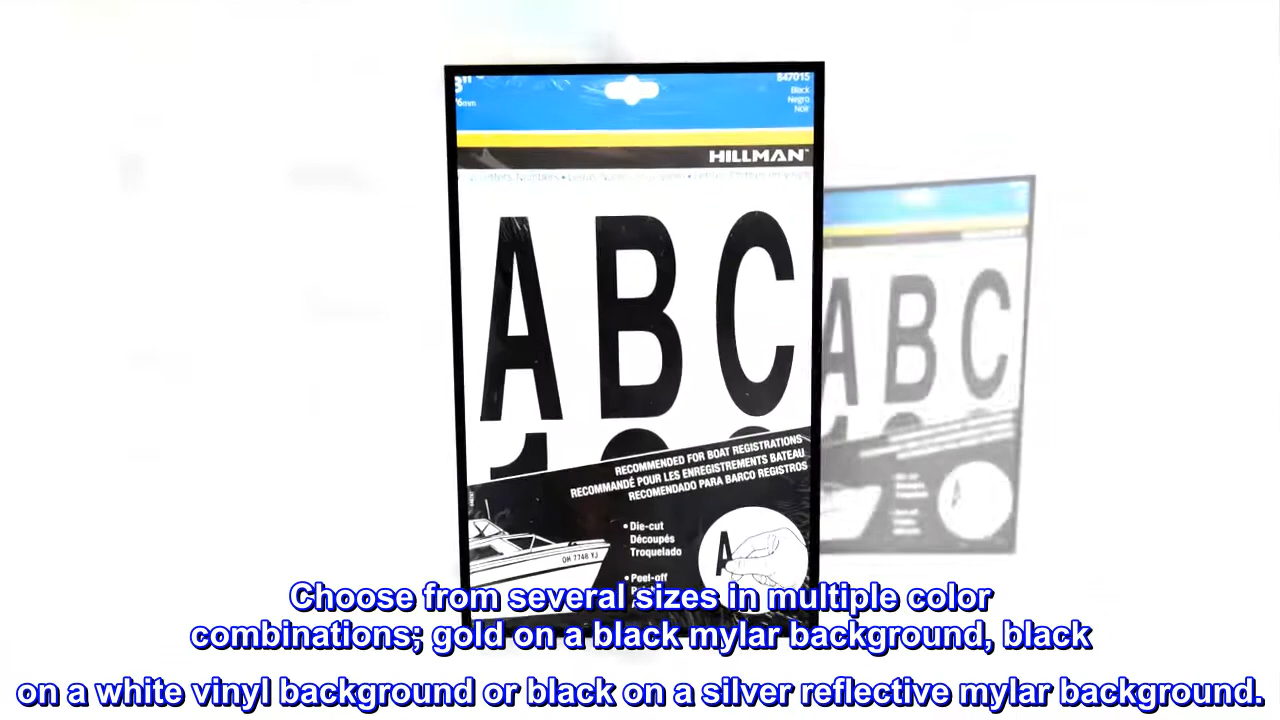 3"
76mm
847015
Black
Negro
Noir
HILLMAN™
A B C
RECOMMENDED FOR BOAT REGISTRATIONS
RECOMMANDÉ POUR LES ENREGISTREMENTS BATEAU
RECOMENDADO PARA BARCO REGISTROS
• Die-cut
Découpés
Troquelado
OH 7748 YJ
A
• Peel-off
A B C
A
Choose from several sizes in multiple color
combinations; gold on a black mylar background, black
on a white vinyl background or black on a silver reflective mylar background.